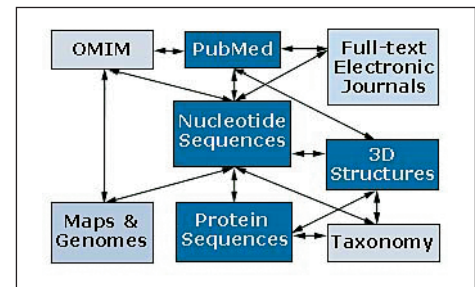 OMIM
PubMed
Full-text
Electronic
Journals
Nucleotide
Sequences
3D
Structures
Maps &
Genomes
Protein
Sequences
Taxonomy